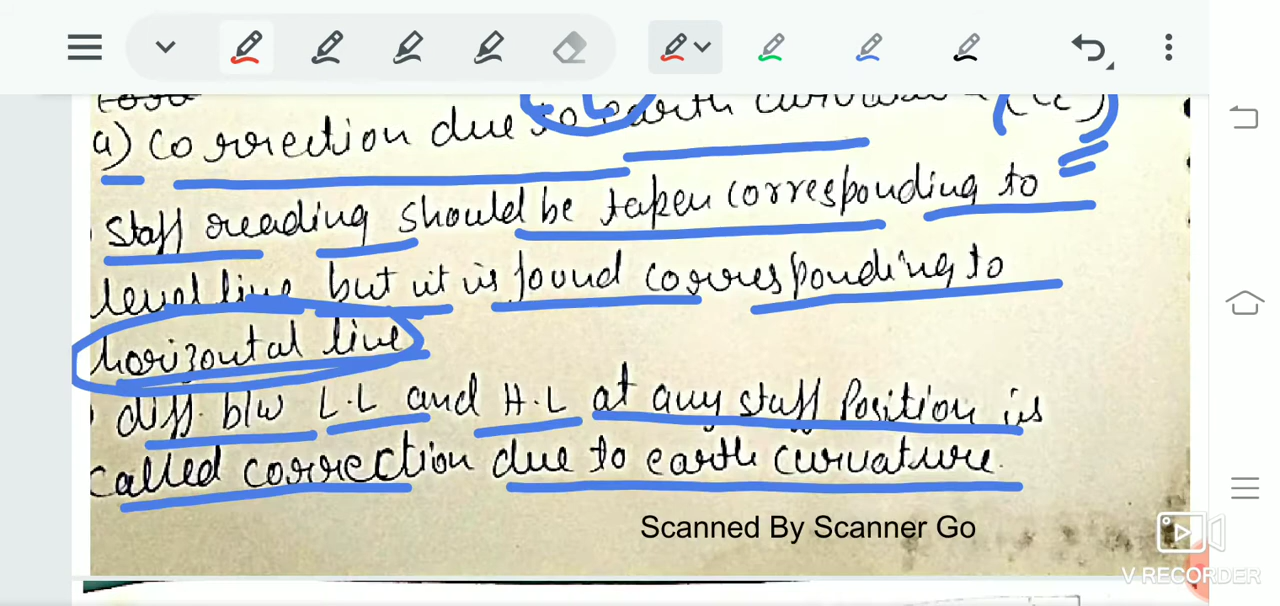 a) correction due to earth curvature (Cc)
staff reading should be taken corresponding to
level line but it is found corresponding to
horizontal line
diff. b/w L.L and H.L at any staff Position is
called correction due to earth curvature.
Scanned By Scanner Go
V RECORDER